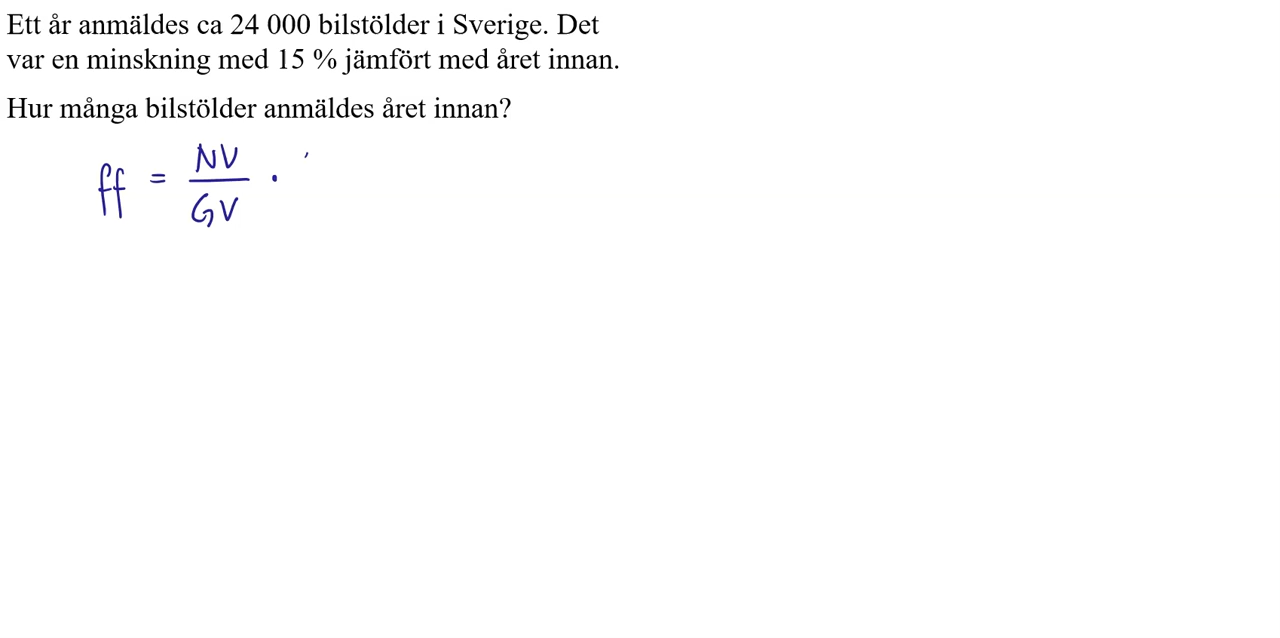 Ett år anmäldes ca 24 000 bilstölder i Sverige. Det
var en minskning med 15 % jämfört med året innan.
Hur många bilstölder anmäldes året innan?
ff = NV / GV ·